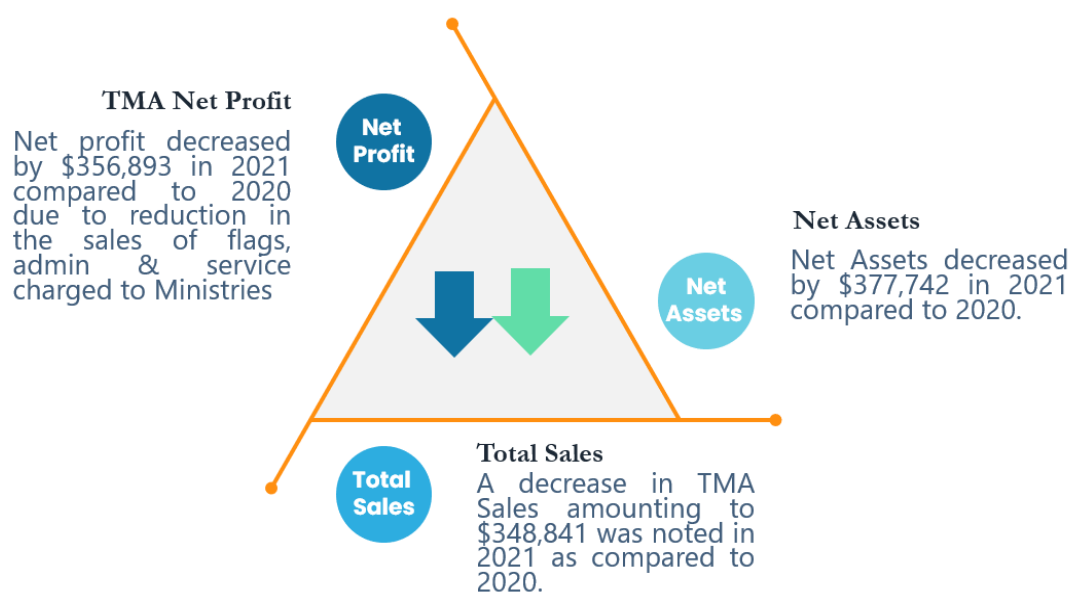 TMA Net Profit
Net profit decreased
by $356,893 in 2021
compared to 2020
due to reduction in
the sales of flags,
admin & service
charged to Ministries
Net
Profit
Net Assets
Net Assets decreased
by $377,742 in 2021
compared to 2020.
Net
Assets
Total
Sales
Total Sales
A decrease in TMA
Sales amounting to
$348,841 was noted in
2021 as compared to
2020.